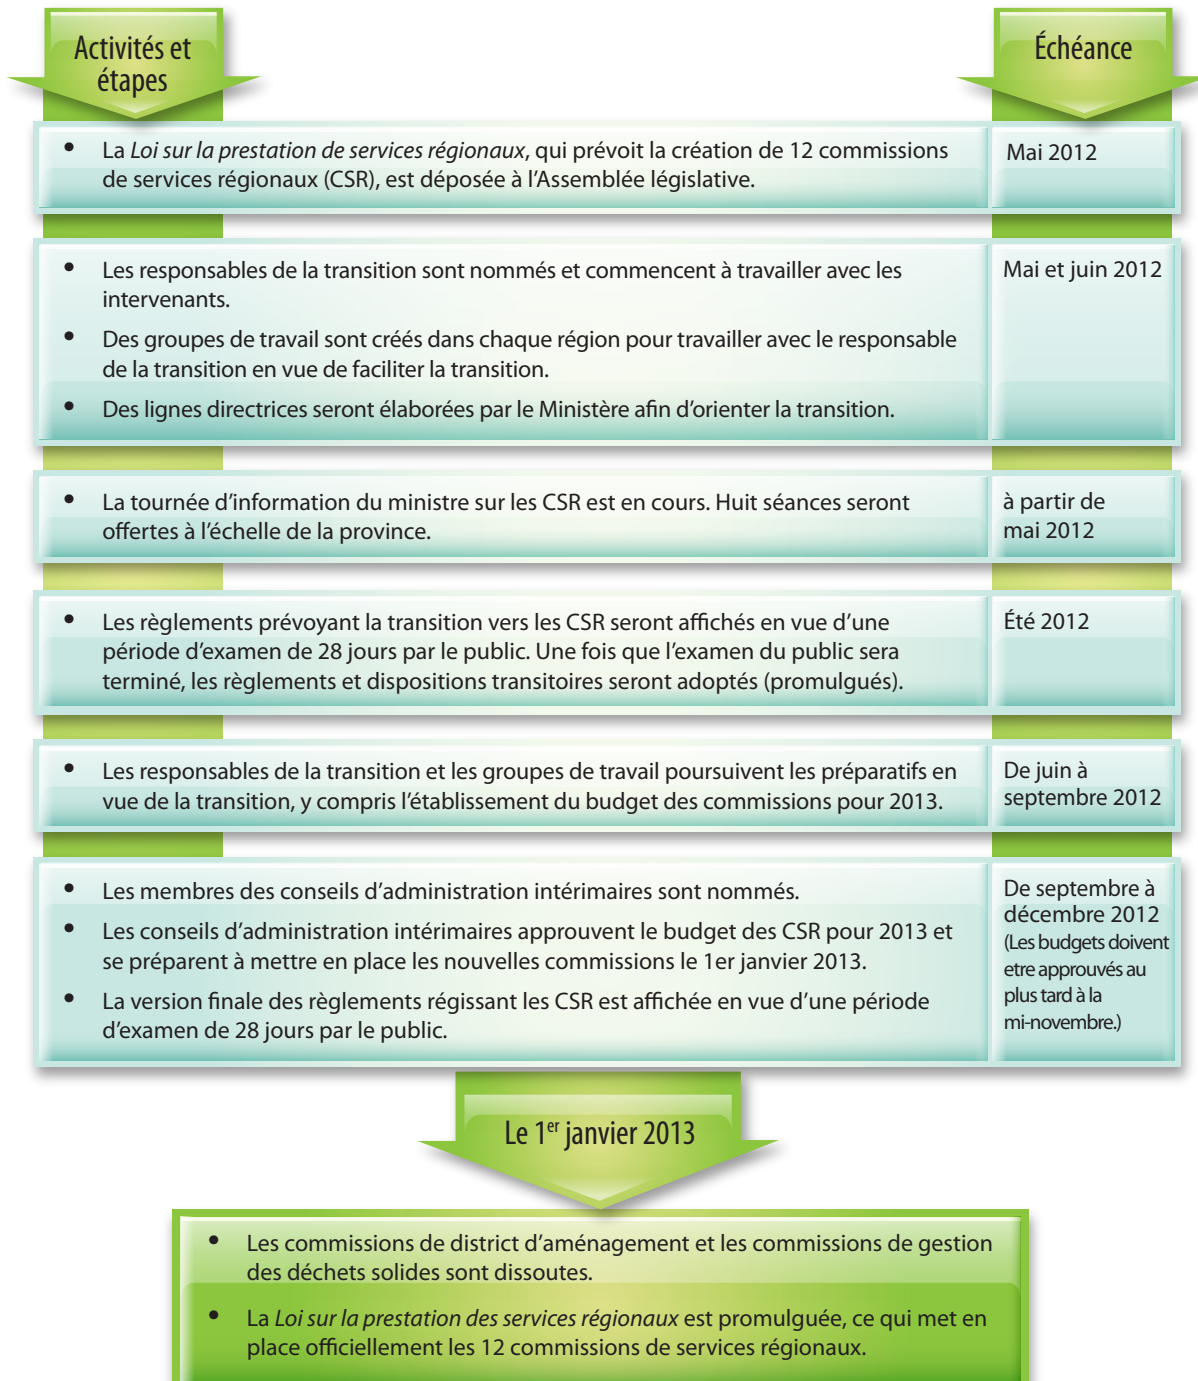 Activités et
étapes
Échéance
• La Loi sur la prestation de services régionaux, qui prévoit la création de 12 commissions
de services régionaux (CSR), est déposée à l’Assemblée législative.
Mai 2012
• Les responsables de la transition sont nommés et commencent à travailler avec les
intervenants.
• Des groupes de travail sont créés dans chaque région pour travailler avec le responsable
de la transition en vue de faciliter la transition.
• Des lignes directrices seront élaborées par le Ministère afin d’orienter la transition.
Mai et juin 2012
• La tournée d’information du ministre sur les CSR est en cours. Huit séances seront
offertes à l’échelle de la province.
à partir de
mai 2012
• Les règlements prévoyant la transition vers les CSR seront affichés en vue d’une
période d’examen de 28 jours par le public. Une fois que l’examen du public sera
terminé, les règlements et dispositions transitoires seront adoptés (promulgués).
Été 2012
• Les responsables de la transition et les groupes de travail poursuivent les préparatifs en
vue de la transition, y compris l’établissement du budget des commissions pour 2013.
De juin à
septembre 2012
• Les membres des conseils d’administration intérimaires sont nommés.
• Les conseils d’administration intérimaires approuvent le budget des CSR pour 2013 et
se préparent à mettre en place les nouvelles commissions le 1er janvier 2013.
• La version finale des règlements régissant les CSR est affichée en vue d’une période
d’examen de 28 jours par le public.
De septembre à
décembre 2012
(Les budgets doivent
etre approuvés au
plus tard à la
mi-novembre.)
Le 1er janvier 2013
• Les commissions de district d’aménagement et les commissions de gestion
des déchets solides sont dissoutes.
• La Loi sur la prestation des services régionaux est promulguée, ce qui met en
place officiellement les 12 commissions de services régionaux.